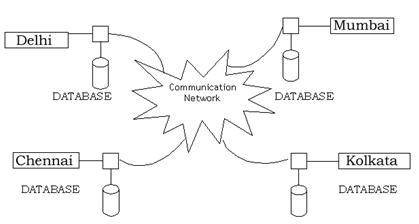 Delhi
Mumbai
Communication
Network
DATABASE
DATABASE
Chennai
Kolkata
DATABASE
DATABASE